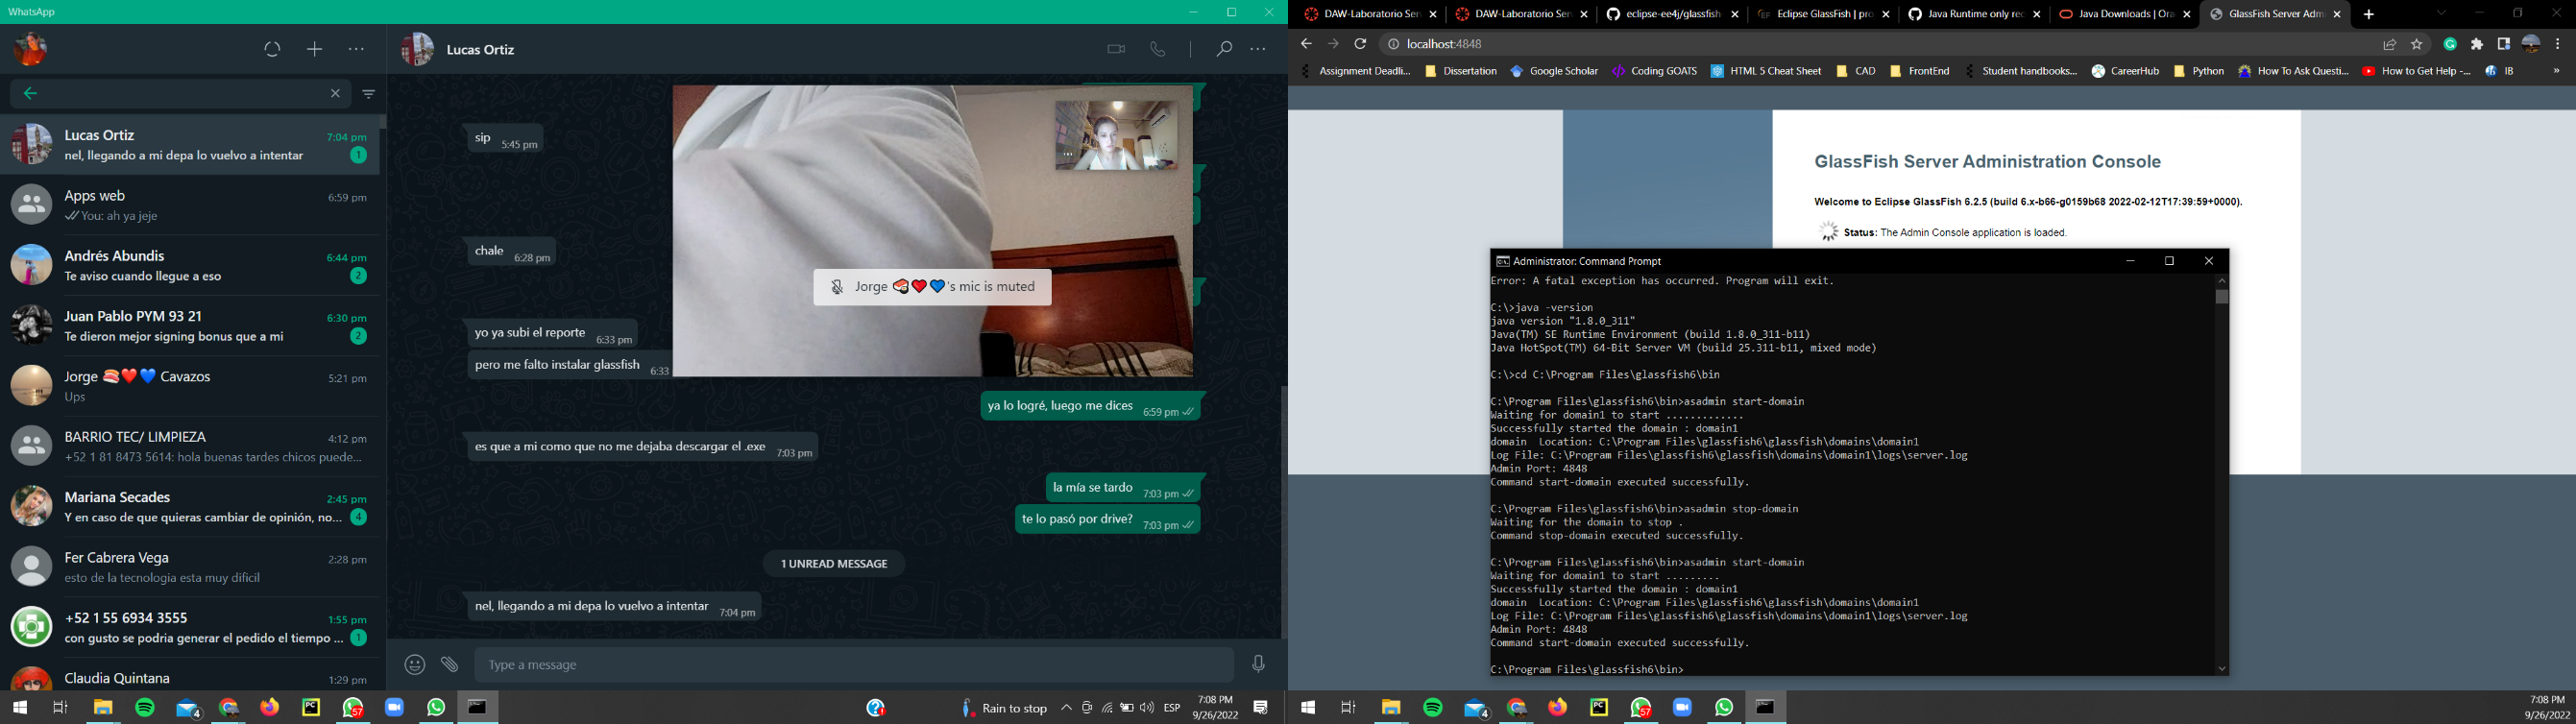 WhatsApp
Lucas Ortiz
Lucas Ortiz
7:04 pm
nel, llegando a mi depa lo vuelvo a intentar
1
Apps web
6:59 pm
You: ah ya jeje
Andrés Abundis
6:44 pm
Te aviso cuando llegue a eso
2
Juan Pablo PYM 93 21
6:30 pm
Te dieron mejor signing bonus que a mi
2
Jorge 🍣❤️💙 Cavazos
5:21 pm
Ups
BARRIO TEC/ LIMPIEZA
4:12 pm
+52 1 81 8473 5614: hola buenas tardes chicos puede...
Mariana Secades
2:45 pm
Y en caso de que quieras cambiar de opinión, no...
4
Fer Cabrera Vega
2:28 pm
esto de la tecnologia esta muy dificil
+52 1 55 6934 3555
1:55 pm
con gusto se podria generar el pedido el tiempo ...
1
Claudia Quintana
1:29 pm
sip 5:45 pm
chale 6:28 pm
Jorge 🍣❤️💙's mic is muted
yo ya subi el reporte 6:33 pm
pero me falto instalar glassfish 6:33
ya lo logré, luego me dices 6:59 pm
es que a mi como que no me dejaba descargar el .exe 7:03 pm
la mía se tardo 7:03 pm
te lo pasó por drive? 7:03 pm
1 UNREAD MESSAGE
nel, llegando a mi depa lo vuelvo a intentar 7:04 pm
Type a message
4
57
Rain to stop
ESP
7:08 PM
9/26/2022
DAW-Laboratorio Ser
DAW-Laboratorio Ser
eclipse-ee4j/glassfish
Eclipse GlassFish | pro
Java Runtime only rec
Java Downloads | Ora
GlassFish Server Adm
localhost:4848
Assignment Deadli...
Dissertation
Google Scholar
Coding GOATS
HTML 5 Cheat Sheet
CAD
FrontEnd
Student handbooks...
CareerHub
Python
How To Ask Questi...
How to Get Help -...
IB
GlassFish Server Administration Console
Welcome to Eclipse GlassFish 6.2.5 (build 6.x-b66-g0159b68 2022-02-12T17:39:59+0000).
Status: The Admin Console application is loaded.
Administrator: Command Prompt
Error: A fatal exception has occurred. Program will exit.
C:\>java -version
java version "1.8.0_311"
Java(TM) SE Runtime Environment (build 1.8.0_311-b11)
Java HotSpot(TM) 64-Bit Server VM (build 25.311-b11, mixed mode)
C:\>cd C:\Program Files\glassfish6\bin
C:\Program Files\glassfish6\bin>asadmin start-domain
Waiting for domain1 to start .............
Successfully started the domain : domain1
domain  Location: C:\Program Files\glassfish6\glassfish\domains\domain1
Log File: C:\Program Files\glassfish6\glassfish\domains\domain1\logs\server.log
Admin Port: 4848
Command start-domain executed successfully.
C:\Program Files\glassfish6\bin>asadmin stop-domain
Waiting for the domain to stop .
Command stop-domain executed successfully.
C:\Program Files\glassfish6\bin>asadmin start-domain
Waiting for domain1 to start .........
Successfully started the domain : domain1
domain  Location: C:\Program Files\glassfish6\glassfish\domains\domain1
Log File: C:\Program Files\glassfish6\glassfish\domains\domain1\logs\server.log
Admin Port: 4848
Command start-domain executed successfully.
C:\Program Files\glassfish6\bin>
4
57
7:08 PM
9/26/2022